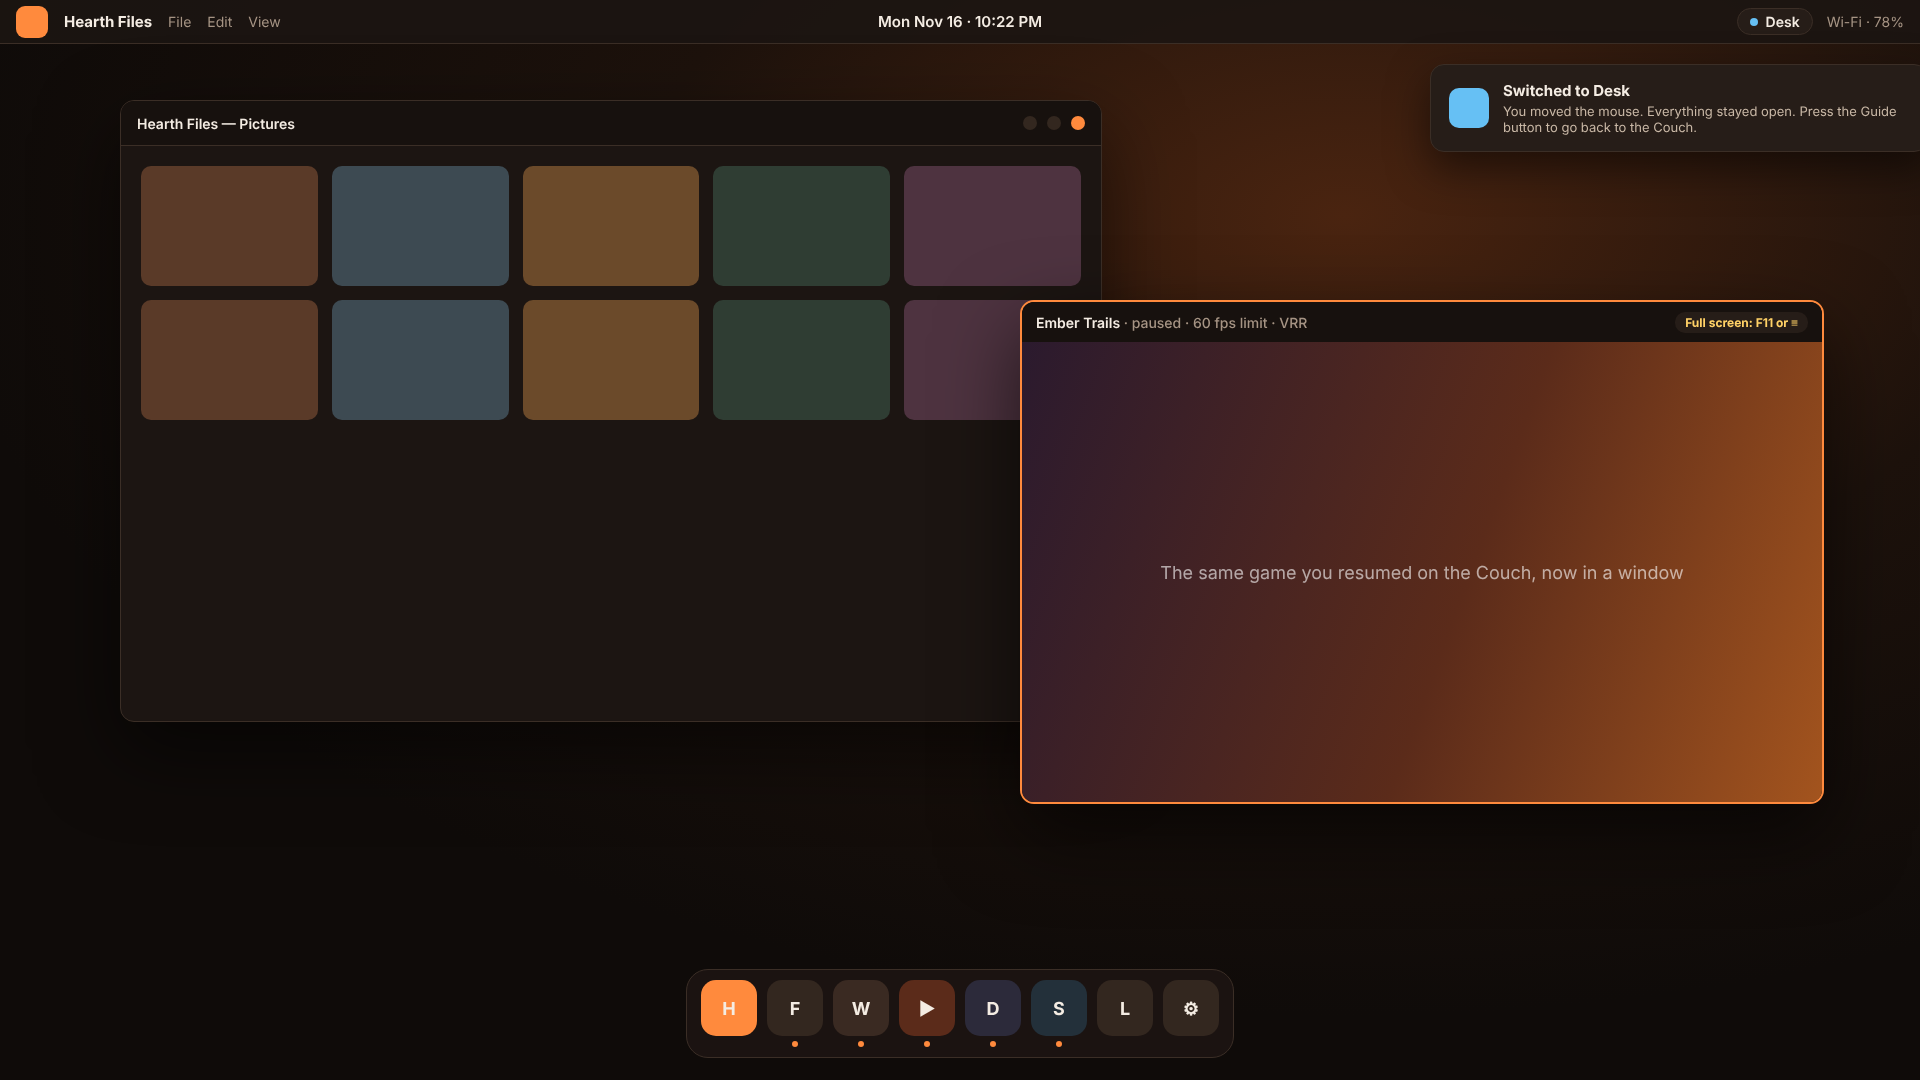 Hearth Files File Edit View
Mon Nov 16 · 10:22 PM
Desk
Wi-Fi · 78%
Switched to Desk
You moved the mouse. Everything stayed open. Press the Guide
button to go back to the Couch.
Hearth Files — Pictures
Ember Trails · paused · 60 fps limit · VRR
Full screen: F11 or ≡
The same game you resumed on the Couch, now in a window
H F W ▶ D S L ⚙